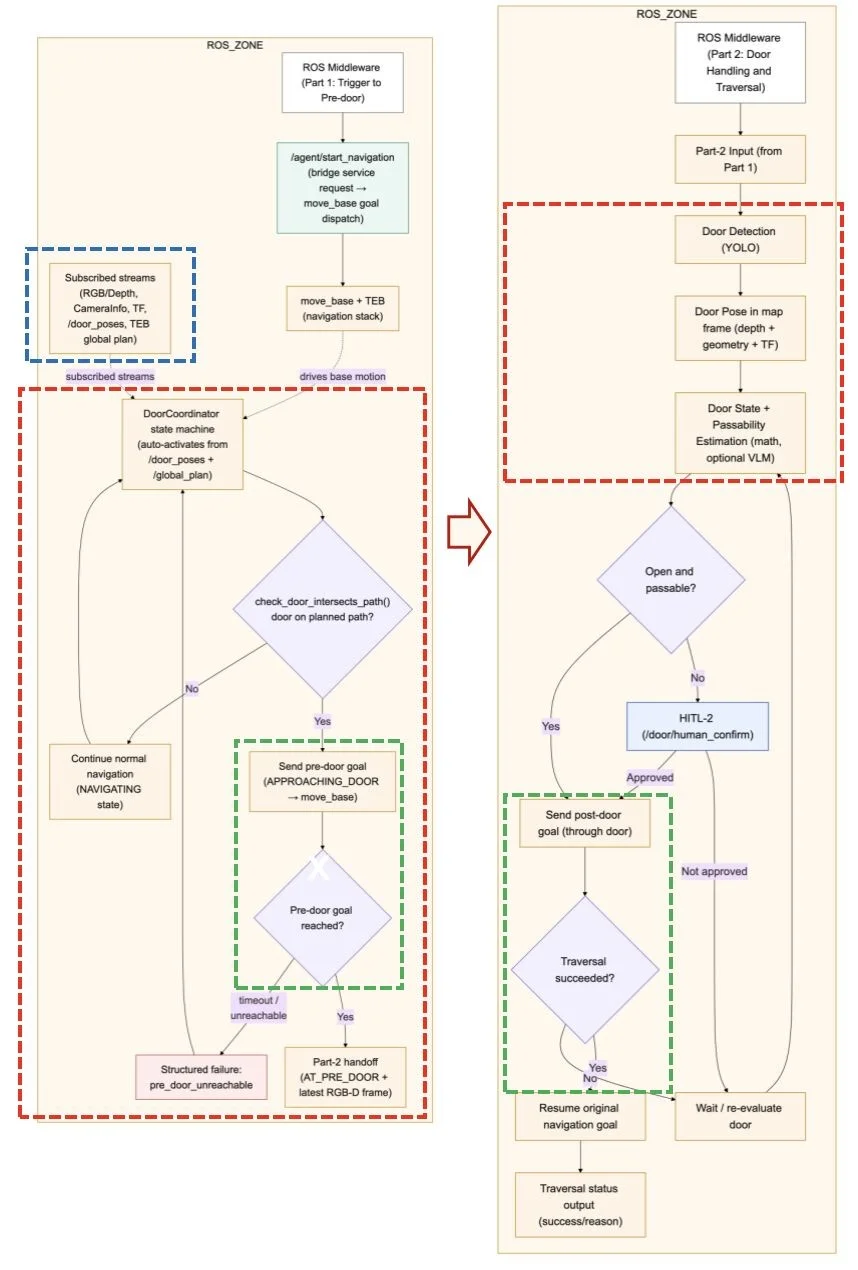 ROS_ZONE
ROS Middleware
(Part 1: Trigger to
Pre-door)
/agent/start_navigation
(bridge service
request →
move_base goal
dispatch)
Subscribed streams
(RGB/Depth,
CameraInfo, TF,
/door_poses, TEB
global plan)
move_base + TEB
(navigation stack)
subscribed streams
drives base motion
DoorCoordinator
state machine
(auto-activates from
/door_poses +
/global_plan)
check_door_intersects_path()
door on planned path?
No
Yes
Continue normal
navigation
(NAVIGATING
state)
Send pre-door goal
(APPROACHING_DOOR
→ move_base)
X
Pre-door goal
reached?
timeout /
unreachable
Yes
Structured failure:
pre_door_unreachable
Part-2 handoff
(AT_PRE_DOOR +
latest RGB-D frame)
ROS_ZONE
ROS Middleware
(Part 2: Door
Handling and
Traversal)
Part-2 Input (from
Part 1)
Door Detection
(YOLO)
Door Pose in map
frame (depth +
geometry + TF)
Door State +
Passability
Estimation (math,
optional VLM)
Open and
passable?
No
Yes
HITL-2
(/door/human_confirm)
Approved
Send post-door
goal (through door)
Not approved
Traversal
succeeded?
Yes
No
Resume original
navigation goal
Wait / re-evaluate
door
Traversal status
output
(success/reason)